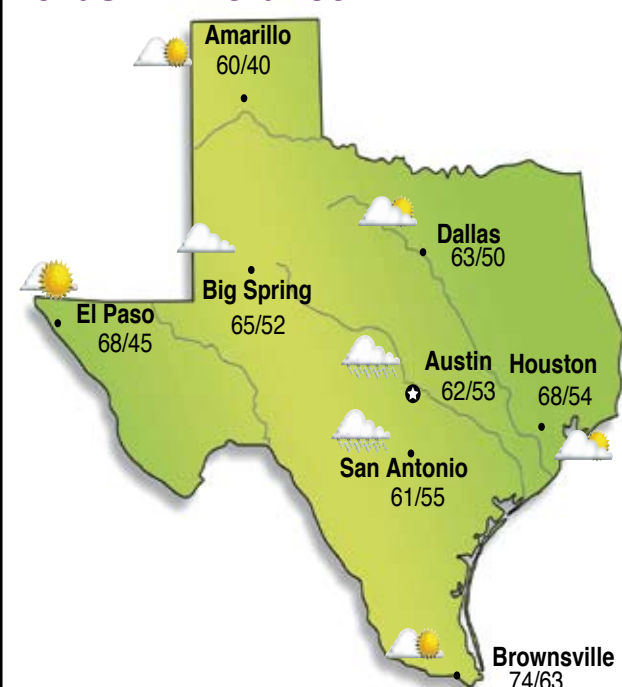 Amarillo
60/40
Dallas
63/50
Big Spring
65/52
El Paso
68/45
Austin
62/53
Houston
68/54
San Antonio
61/55
Brownsville
74/63